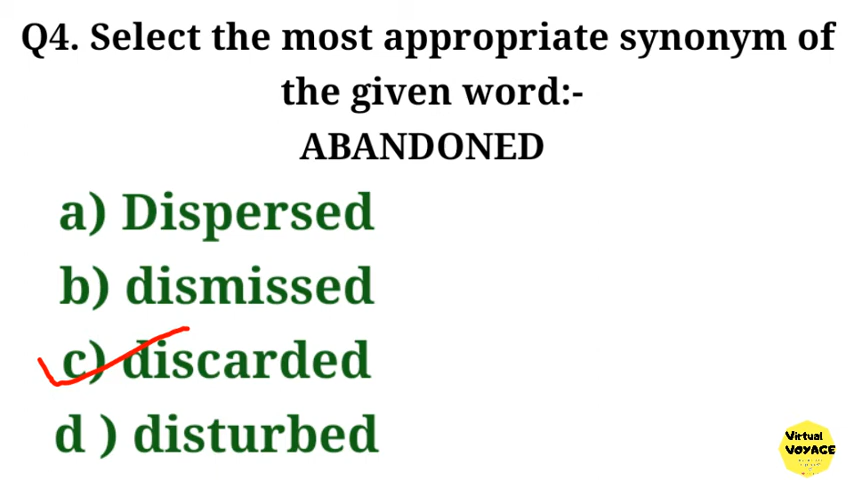 Q4. Select the most appropriate synonym of
the given word:-
ABANDONED
a) Dispersed
b) dismissed
c) discarded
d ) disturbed
Virtual
VOYAGE